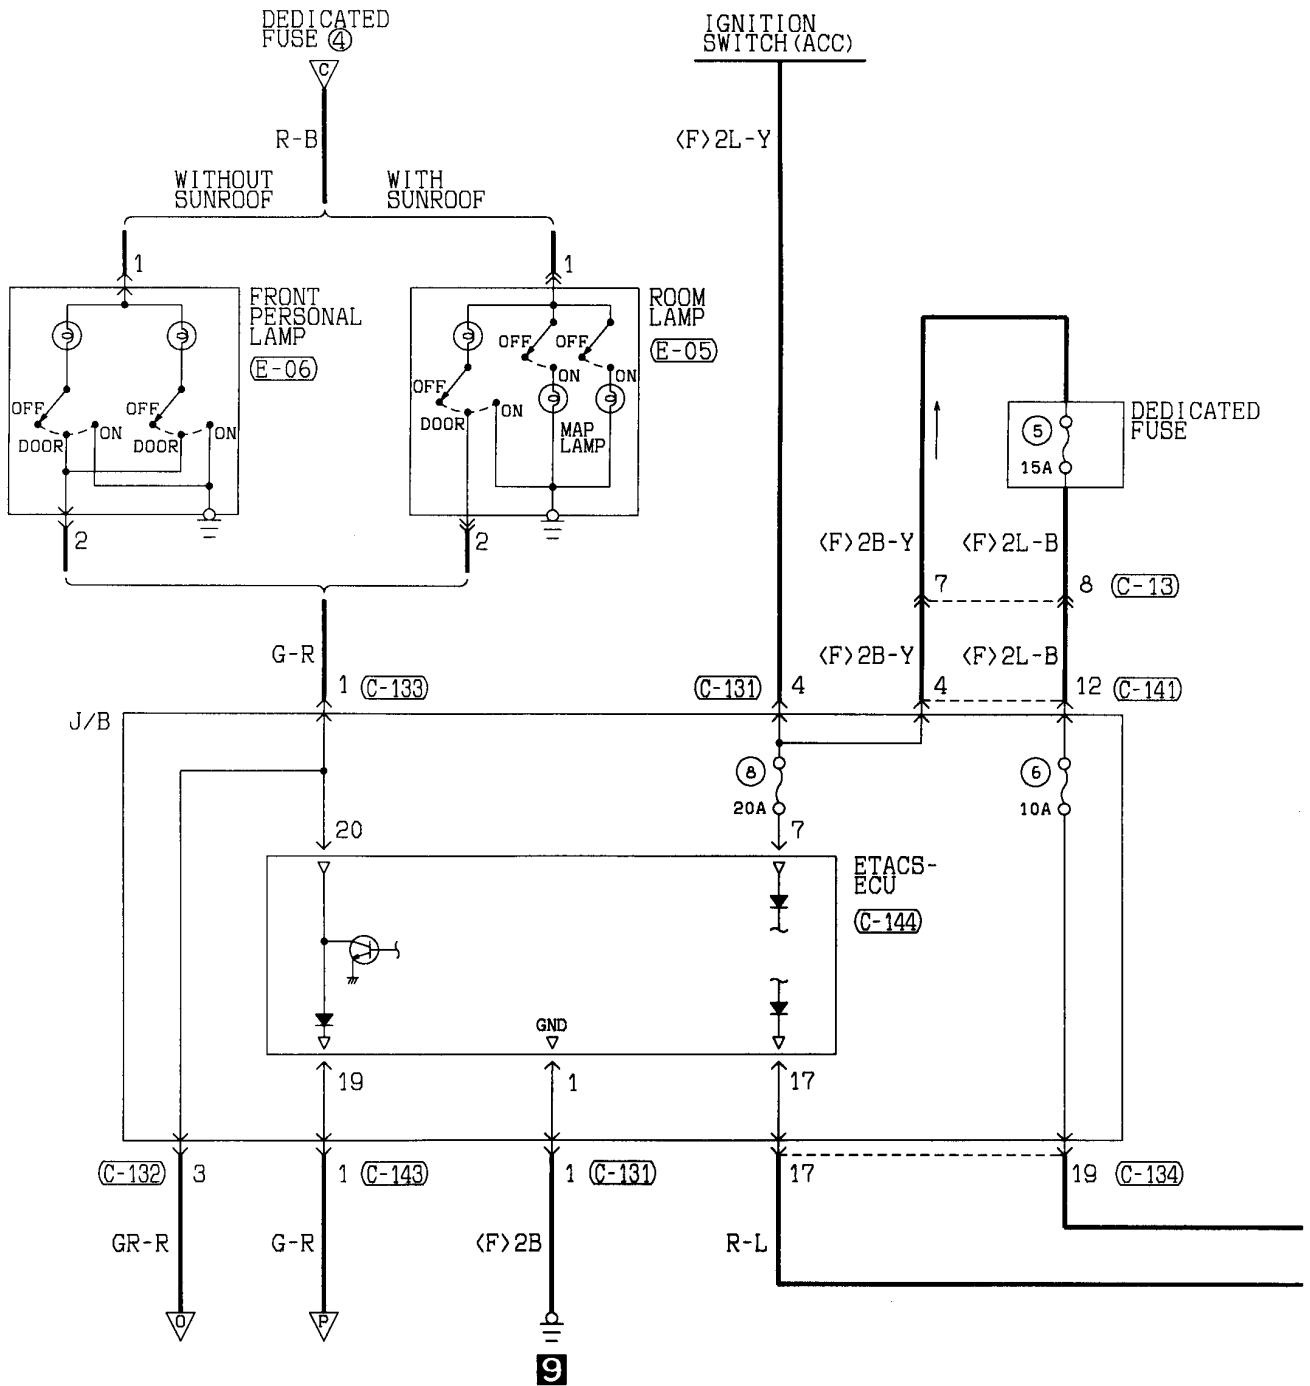 DEDICATED
FUSE ④
C
R-B
WITHOUT
SUNROOF
WITH
SUNROOF
IGNITION
SWITCH(ACC)
<F>2L-Y
1
1
FRONT
PERSONAL
LAMP
E-06
OFF
OFF
DOOR
ON
DOOR
ON
2
ROOM
LAMP
E-05
OFF
OFF
ON
ON
OFF
DOOR
ON
MAP
LAMP
2
DEDICATED
FUSE
5
15A
<F>2B-Y
<F>2L-B
7
8
C-13
<F>2B-Y
<F>2L-B
G-R
1
C-133
C-131
4
4
12
C-141
J/B
8
20A
6
10A
20
7
ETACS-
ECU
C-144
GND
19
1
17
C-132
3
1
C-143
1
C-131
17
19
C-134
GR-R
G-R
<F>2B
R-L
O
P
9